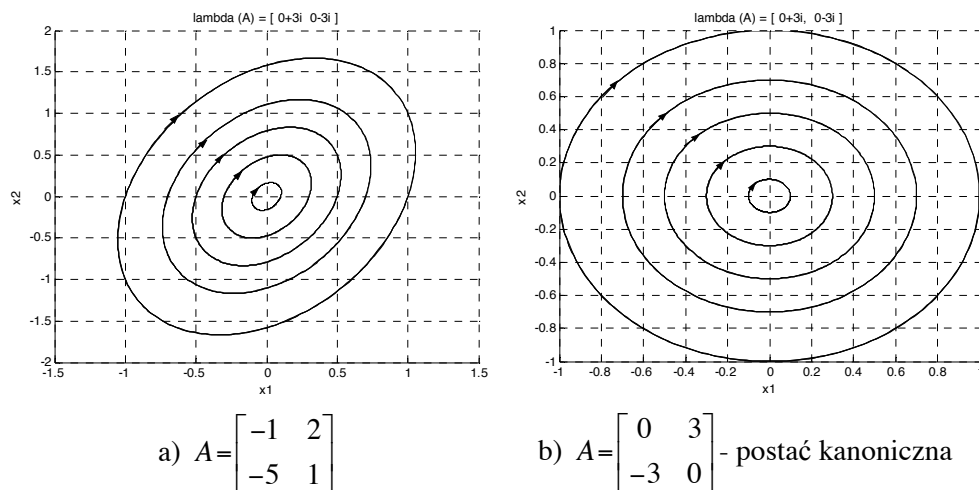 lambda (A) = [ 0+3i  0-3i ]
2
1.5
1
0.5
0
-0.5
-1
-1.5
-2
x2
-1.5 -1 -0.5 0 0.5 1 1.5
x1
a) A = [ -1 2
-5 1 ]
lambda (A) = [ 0+3i,  0-3i ]
1
0.8
0.6
0.4
0.2
0
-0.2
-0.4
-0.6
-0.8
-1
x2
-1 -0.8 -0.6 -0.4 -0.2 0 0.2 0.4 0.6 0.8 1
x1
b) A = [ 0 3
-3 0 ] - postać kanoniczna